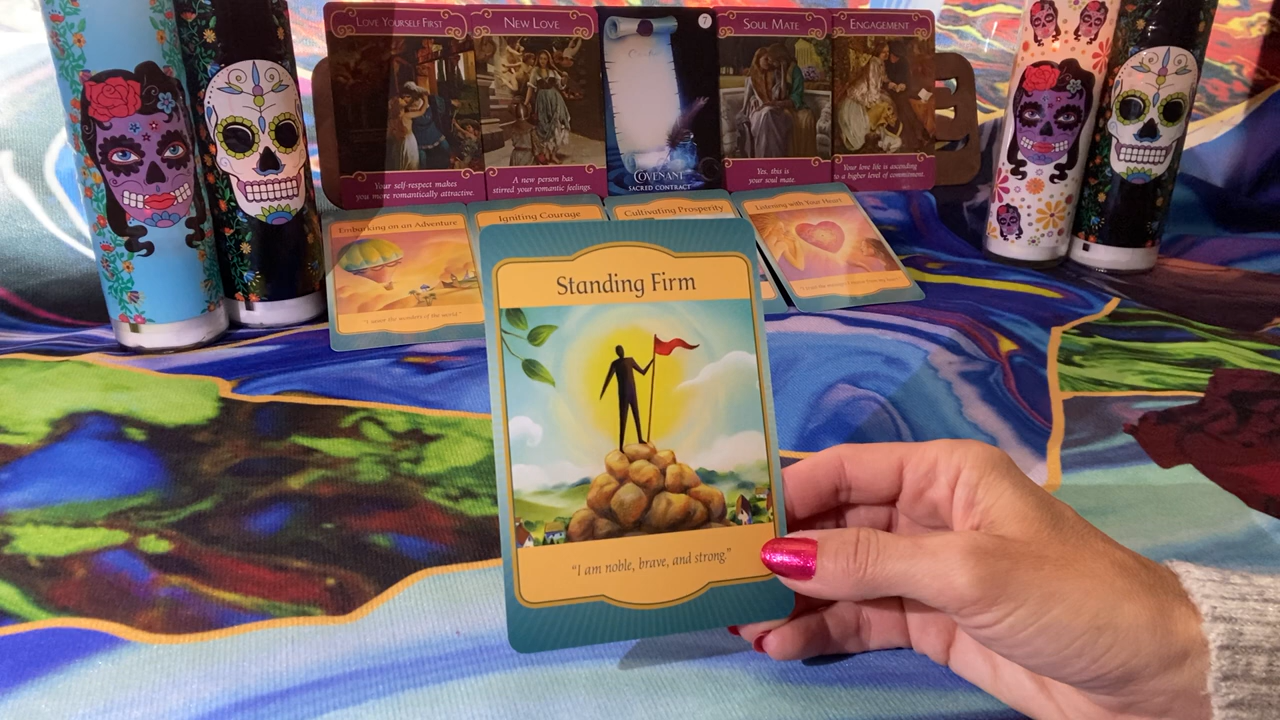 LOVE YOURSELF FIRST
Your self-respect makes
you more romantically attractive.
NEW LOVE
A new person has
stirred your romantic feelings.
7
COVENANT
SACRED CONTRACT
SOUL MATE
Yes, this is
your soul mate.
ENGAGEMENT
Your love life is ascending
to a higher level of commitment.
Embarking on an Adventure
"I savor the wonders of the world."
Igniting Courage
Cultivating Prosperity
Listening with Your Heart
Standing Firm
"I am noble, brave, and strong."